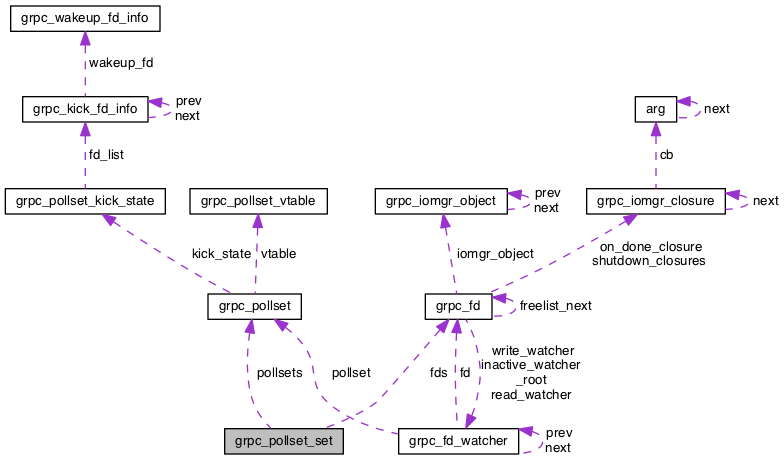 grpc_wakeup_fd_info
wakeup_fd
grpc_kick_fd_info
prev
next
arg
next
fd_list
cb
grpc_pollset_kick_state
grpc_pollset_vtable
grpc_iomgr_object
prev
next
grpc_iomgr_closure
next
kick_state
vtable
iomgr_object
on_done_closure
shutdown_closures
grpc_pollset
grpc_fd
freelist_next
pollsets
pollset
fds
fd
write_watcher
inactive_watcher
_root
read_watcher
grpc_pollset_set
grpc_fd_watcher
prev
next